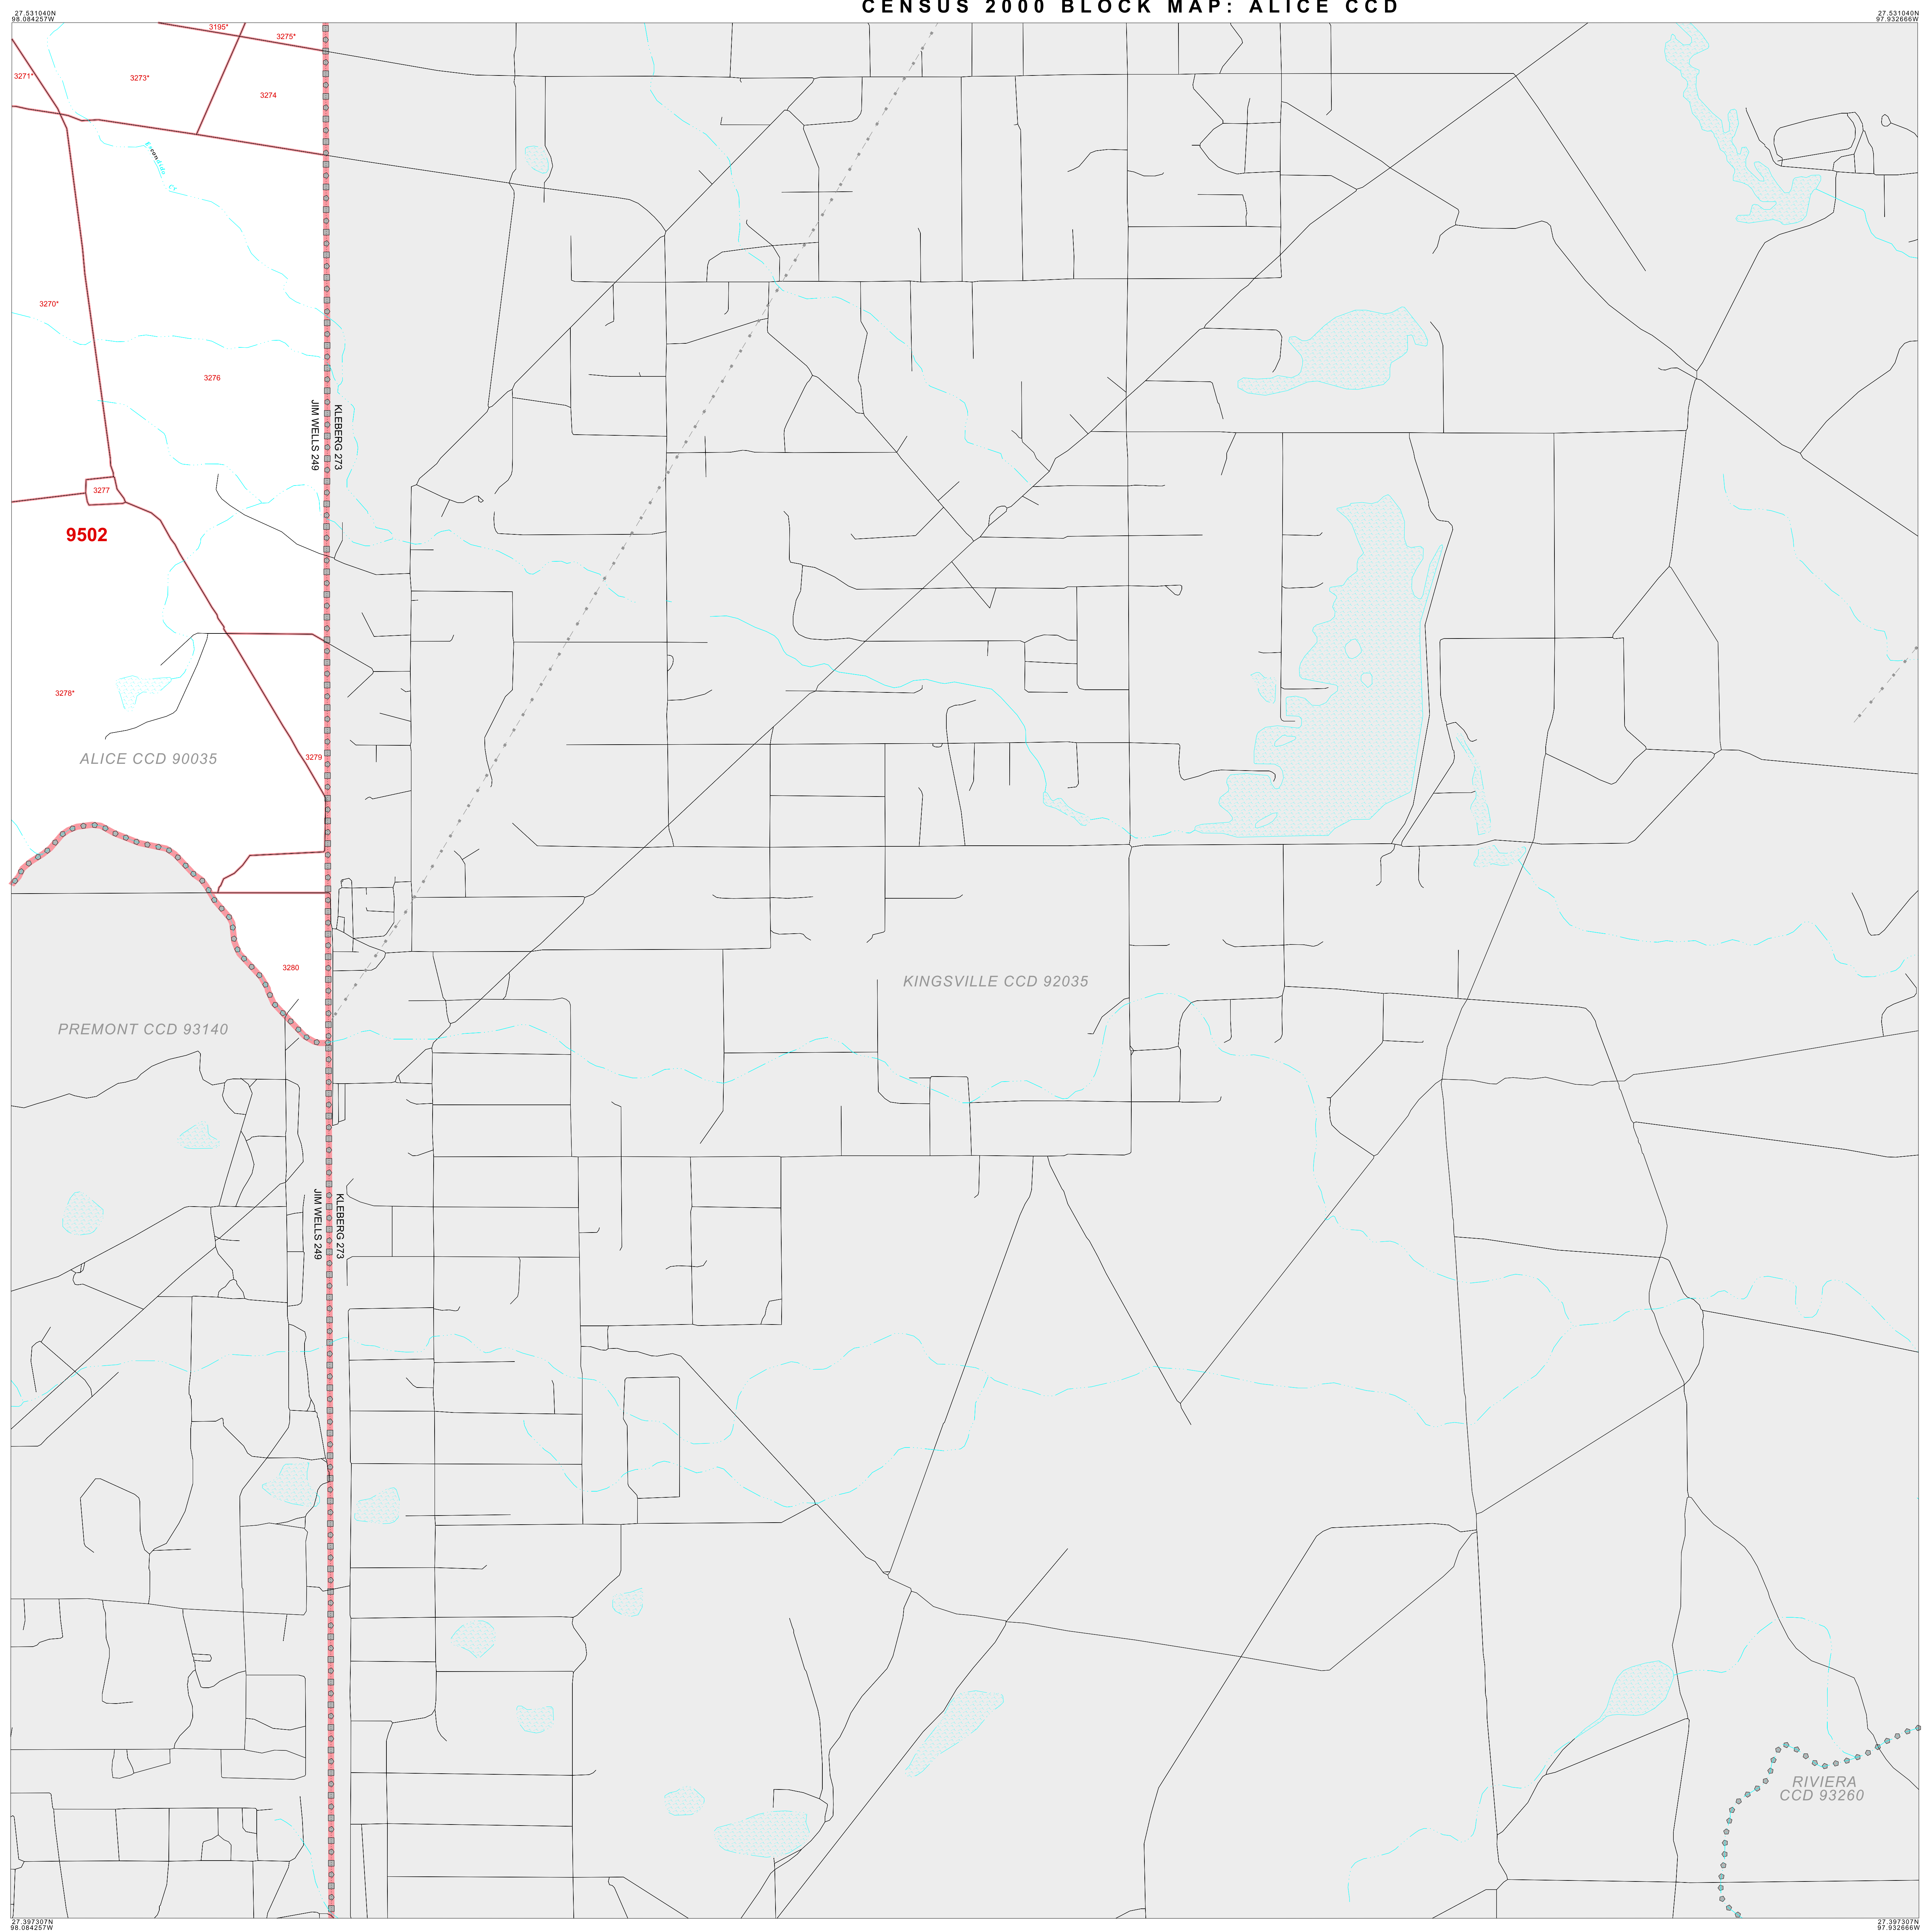 CENSUS 2000 BLOCK MAP: ALICE CCD
27.531040N
98.084257W
27.531040N
97.932666W
3195*
3275*
3271*
3273*
3274
3270*
3276
KLEBERG 273
JIM WELLS 249
3277
9502
3278*
ALICE CCD 90035
3279
3280
KINGSVILLE CCD 92035
PREMONT CCD 93140
KLEBERG 273
JIM WELLS 249
RIVIERA
CCD 93260
27.397307N
98.084257W
27.397307N
97.932666W